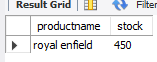 Result Grid Filter
productname stock
royal enfield 450